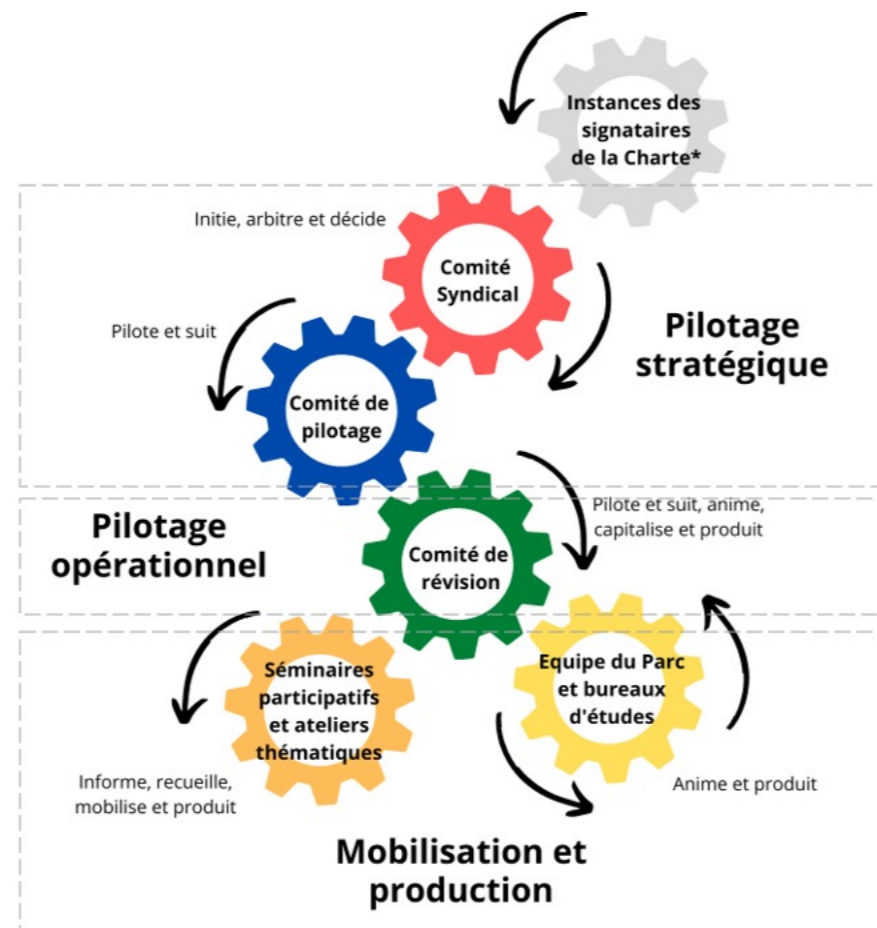 Instances des
signataires
de la Charte*
Initie, arbitre et décide
Comité
Syndical
Pilotage
stratégique
Pilote et suit
Comité de
pilotage
Pilote et suit, anime,
capitalise et produit
Pilotage
opérationnel
Comité de
révision
Séminaires
participatifs
et ateliers
thématiques
Equipe du Parc
et bureaux
d'études
Informe, recueille,
mobilise et produit
Anime et produit
Mobilisation et
production